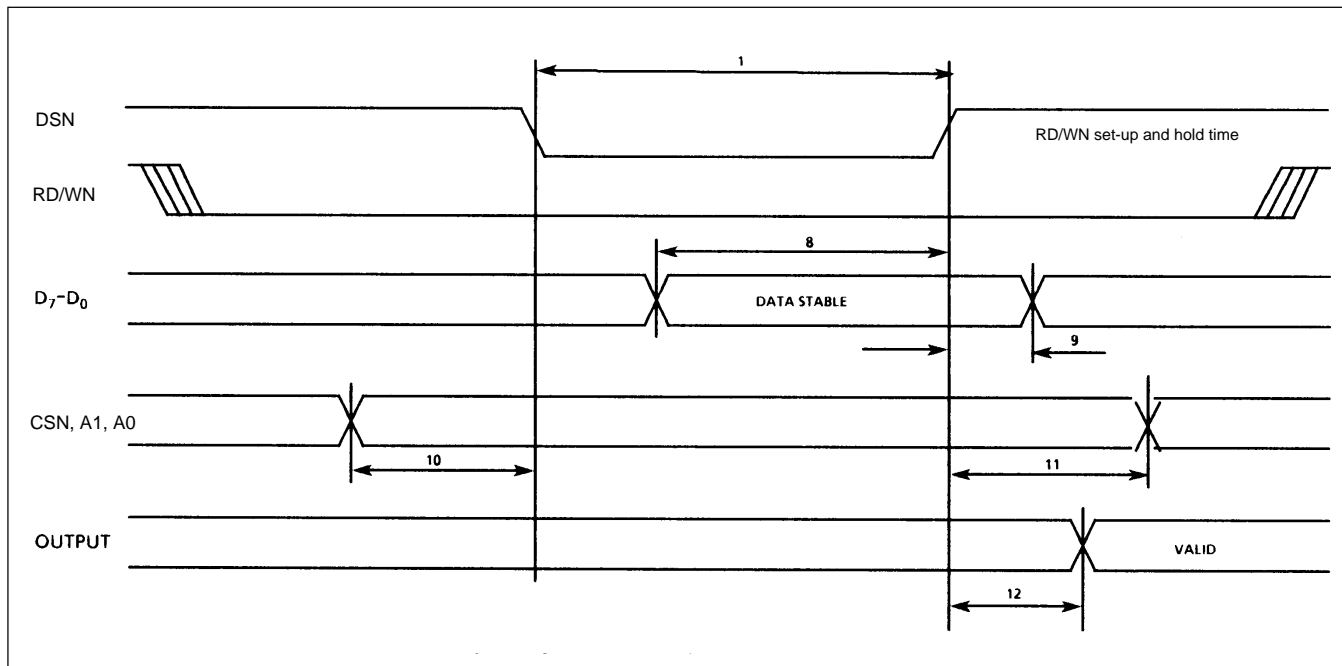 1
DSN
RD/WN set-up and hold time
RD/WN
8
D7-D0
DATA STABLE
9
CSN, A1, A0
10
11
OUTPUT
VALID
12